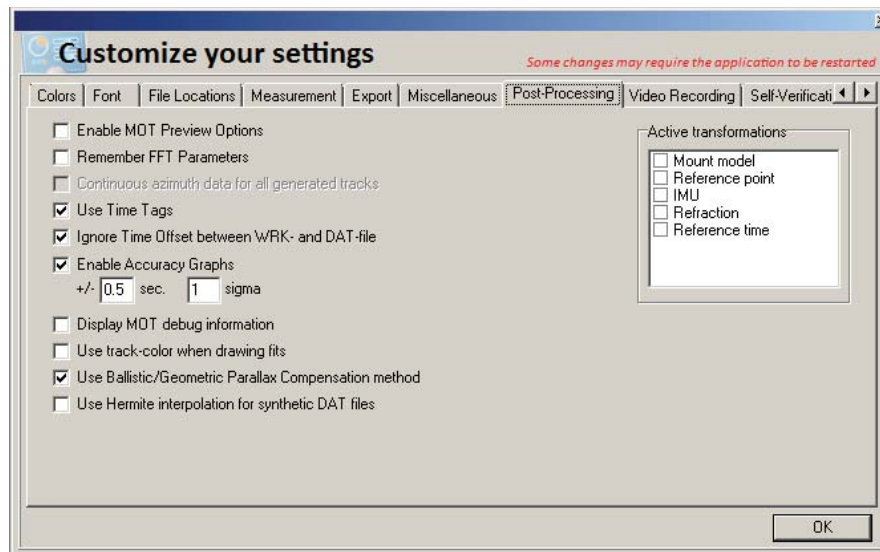 Customize your settings
Some changes may require the application to be restarted
Colors Font File Locations Measurement Export Miscellaneous Post-Processing Video Recording Self-Verificati
Enable MOT Preview Options
Remember FFT Parameters
Continuous azimuth data for all generated tracks
Use Time Tags
Ignore Time Offset between WRK- and DAT-file
Enable Accuracy Graphs
+/- 0.5 sec. 1 sigma
Display MOT debug information
Use track-color when drawing fits
Use Ballistic/Geometric Parallax Compensation method
Use Hermite interpolation for synthetic DAT files
Active transformations
Mount model
Reference point
IMU
Refraction
Reference time
OK